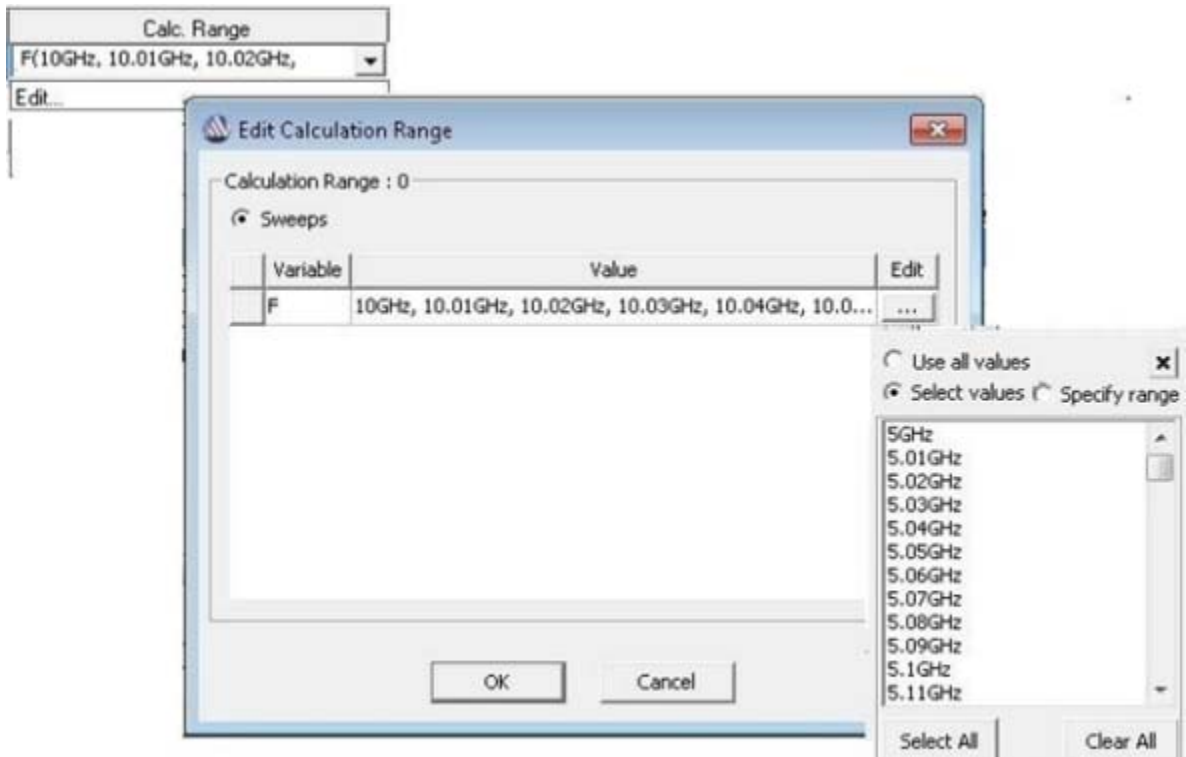 Calc. Range
F(10GHz, 10.01GHz, 10.02GHz,
Edit...
Edit Calculation Range
Calculation Range : 0
Sweeps
Variable Value Edit
F 10GHz, 10.01GHz, 10.02GHz, 10.03GHz, 10.04GHz, 10.0... ...
Use all values
Select values Specify range
5GHz
5.01GHz
5.02GHz
5.03GHz
5.04GHz
5.05GHz
5.06GHz
5.07GHz
5.08GHz
5.09GHz
5.1GHz
5.11GHz
OK Cancel
Select All Clear All